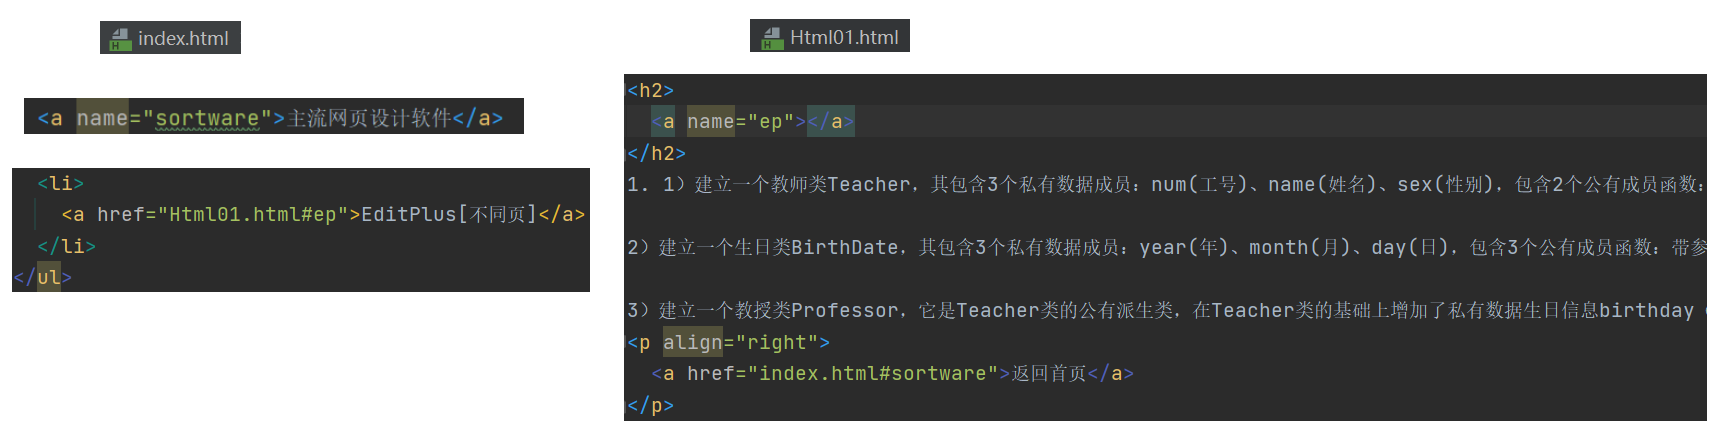 index.html
<a name="sortware">主流网页设计软件</a>
<li>
<a href="Html01.html#ep">EditPlus[不同页]</a>
</li>
</ul>
Html01.html
<h2>
<a name="ep"></a>
</h2>
1. 1）建立一个教师类Teacher，其包含3个私有数据成员：num(工号)、name(姓名)、sex(性别)，包含2个公有成员函数：
2）建立一个生日类BirthDate，其包含3个私有数据成员：year(年)、month(月)、day(日)，包含3个公有成员函数：带参
3）建立一个教授类Professor，它是Teacher类的公有派生类，在Teacher类的基础上增加了私有数据生日信息birthday
<p align="right">
<a href="index.html#sortware">返回首页</a>
</p>